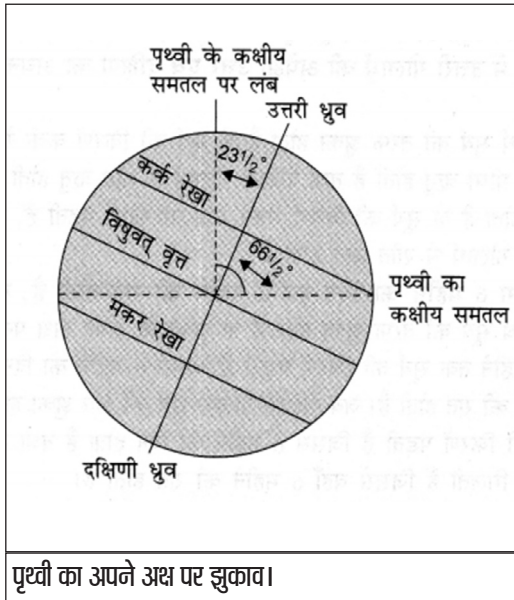 पृथ्वी के कक्षीय
समतल पर लंब
उत्तरी ध्रुव
23½°
कर्क रेखा
विषुवत् वृत्त
66½°
पृथ्वी का
कक्षीय समतल
मकर रेखा
दक्षिणी ध्रुव
पृथ्वी का अपने अक्ष पर झुकाव।